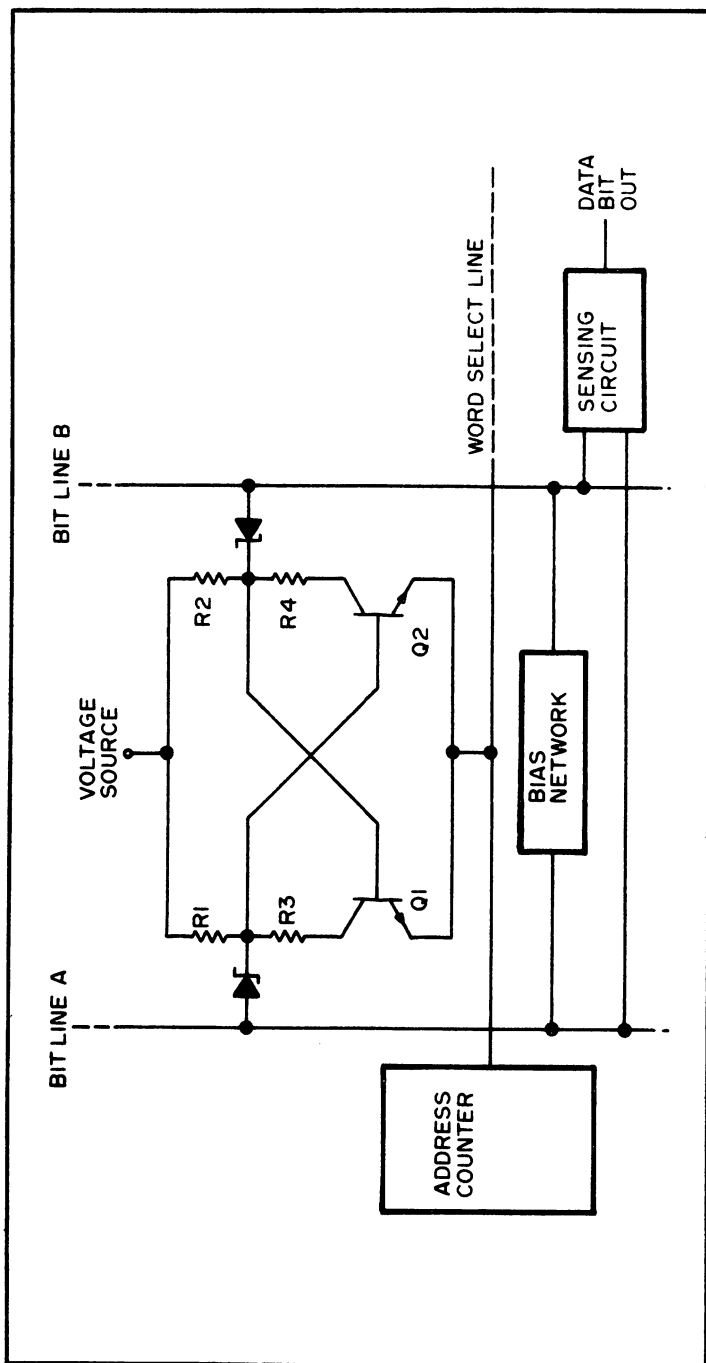 BIT LINE A
BIT LINE B
VOLTAGE
SOURCE
R1
R2
R3
R4
Q1
Q2
WORD SELECT LINE
ADDRESS
COUNTER
BIAS
NETWORK
SENSING
CIRCUIT
DATA
BIT
OUT